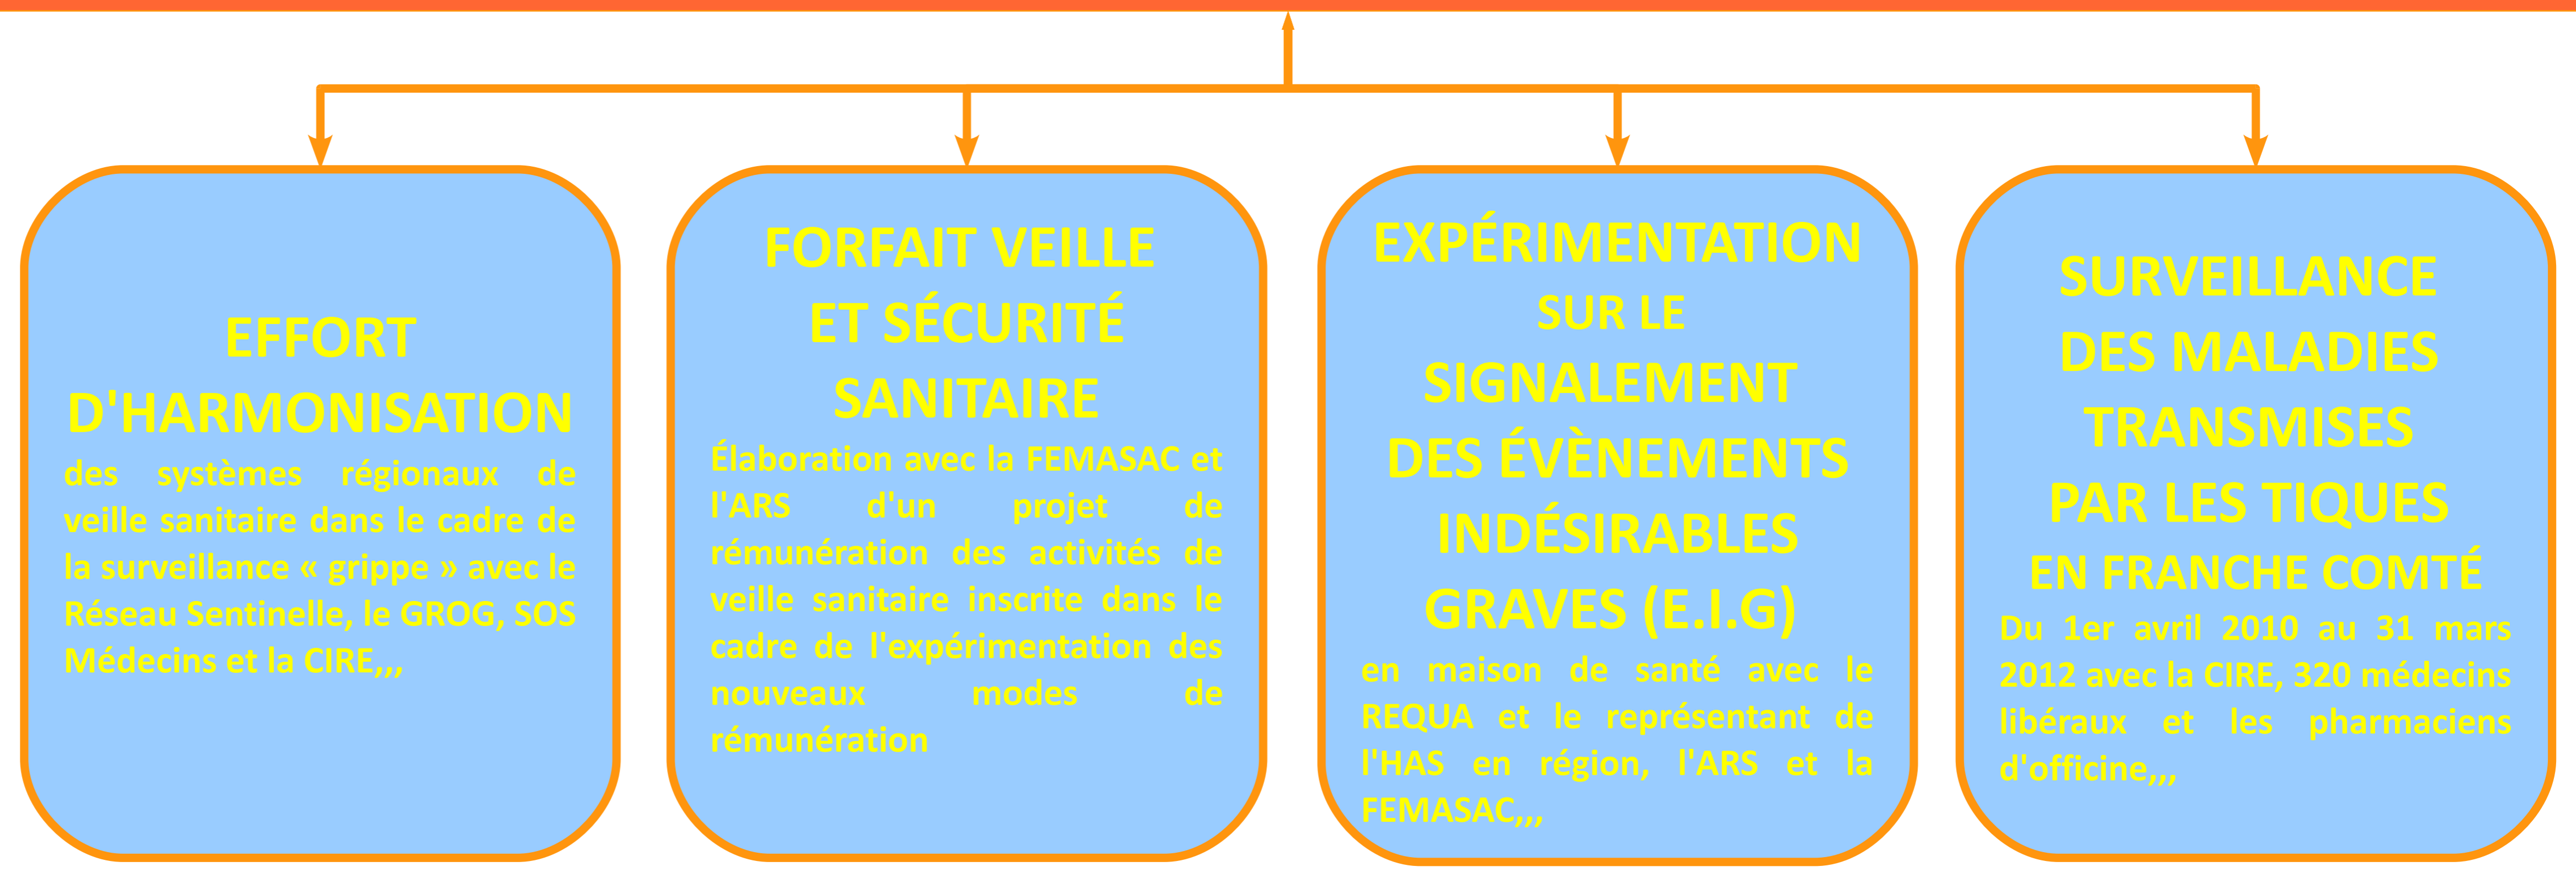 EFFORT
D'HARMONISATION
des systèmes régionaux de
veille sanitaire dans le cadre de
la surveillance « grippe » avec le
Réseau Sentinelle, le GROG, SOS
Médecins et la CIRE,,,
FORFAIT VEILLE
ET SÉCURITÉ
SANITAIRE
Élaboration avec la FEMASAC et
l'ARS d'un projet de
rémunération des activités de
veille sanitaire inscrite dans le
cadre de l'expérimentation des
nouveaux modes de
rémunération
EXPÉRIMENTATION
SUR LE
SIGNALEMENT
DES ÉVÈNEMENTS
INDÉSIRABLES
GRAVES (E.I.G)
en maison de santé avec le
REQUA et le représentant de
l'HAS en région, l'ARS et la
FEMASAC,,,
SURVEILLANCE
DES MALADIES
TRANSMISES
PAR LES TIQUES
EN FRANCHE COMTÉ
Du 1er avril 2010 au 31 mars
2012 avec la CIRE, 320 médecins
libéraux et les pharmaciens
d'officine,,,